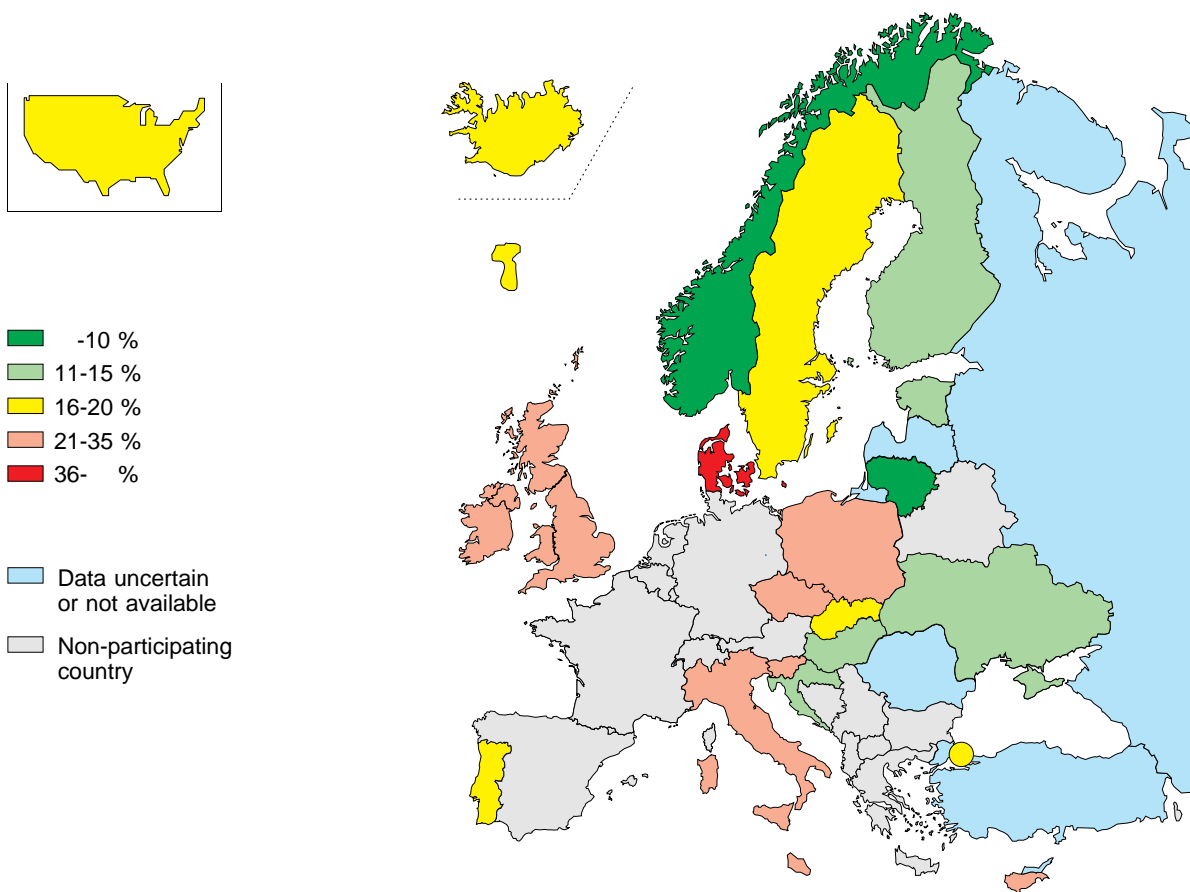 -10 %
11-15 %
16-20 %
21-35 %
36- %
Data uncertain
or not available
Non-participating
country